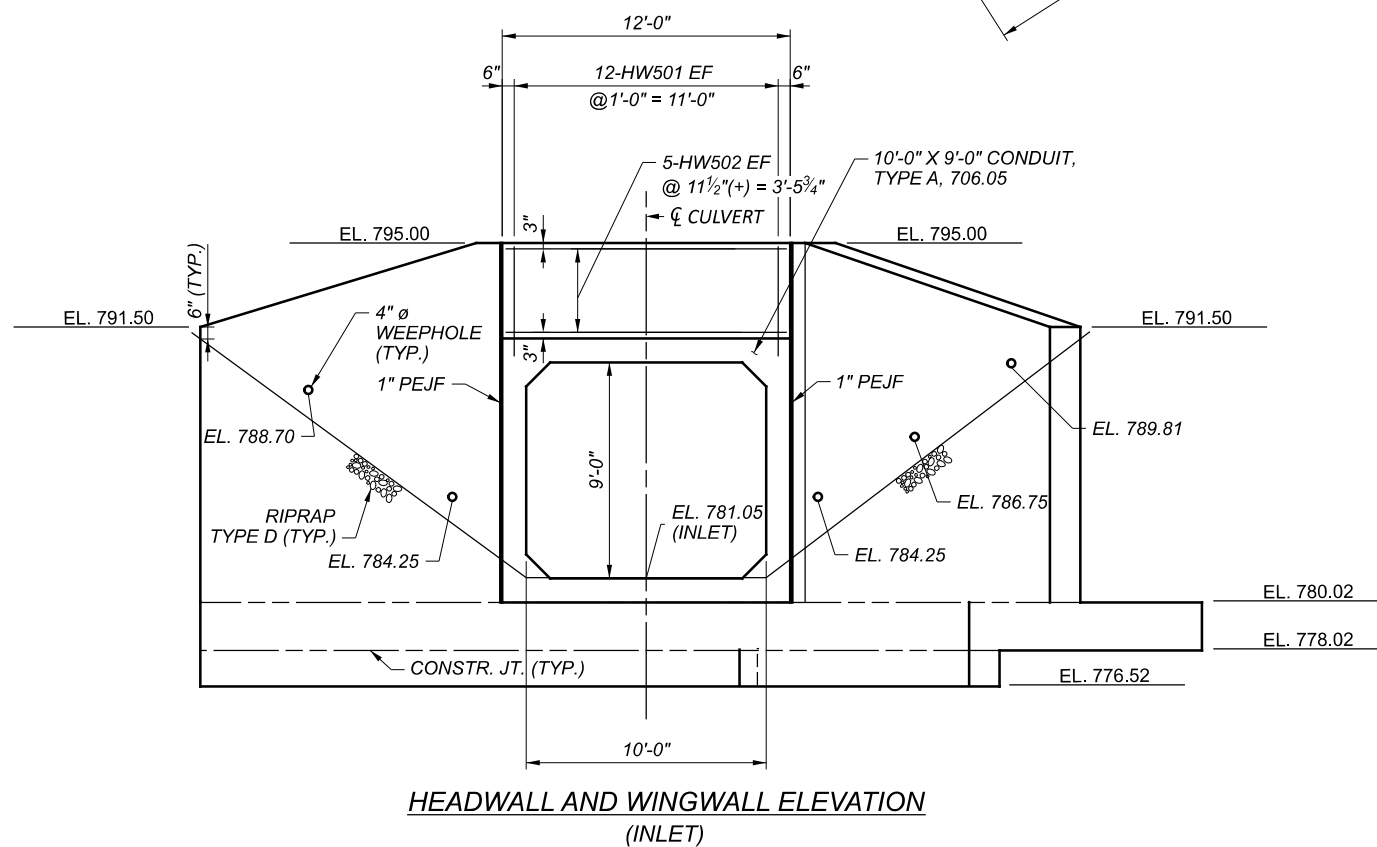 12'-0"
6"
12-HW501 EF
6"
@1'-0" = 11'-0"
5-HW502 EF
@ 11½"(+) = 3'-5¾"
10'-0" X 9'-0" CONDUIT,
TYPE A, 706.05
℄ CULVERT
3"
EL. 795.00
EL. 795.00
6" (TYP.)
EL. 791.50
EL. 791.50
4" ø
WEEPHOLE
(TYP.)
3"
1" PEJF
1" PEJF
EL. 788.70
EL. 789.81
9'-0"
RIPRAP
TYPE D (TYP.)
EL. 784.25
EL. 781.05
(INLET)
EL. 786.75
EL. 784.25
EL. 780.02
EL. 778.02
CONSTR. JT. (TYP.)
EL. 776.52
10'-0"
HEADWALL AND WINGWALL ELEVATION
(INLET)